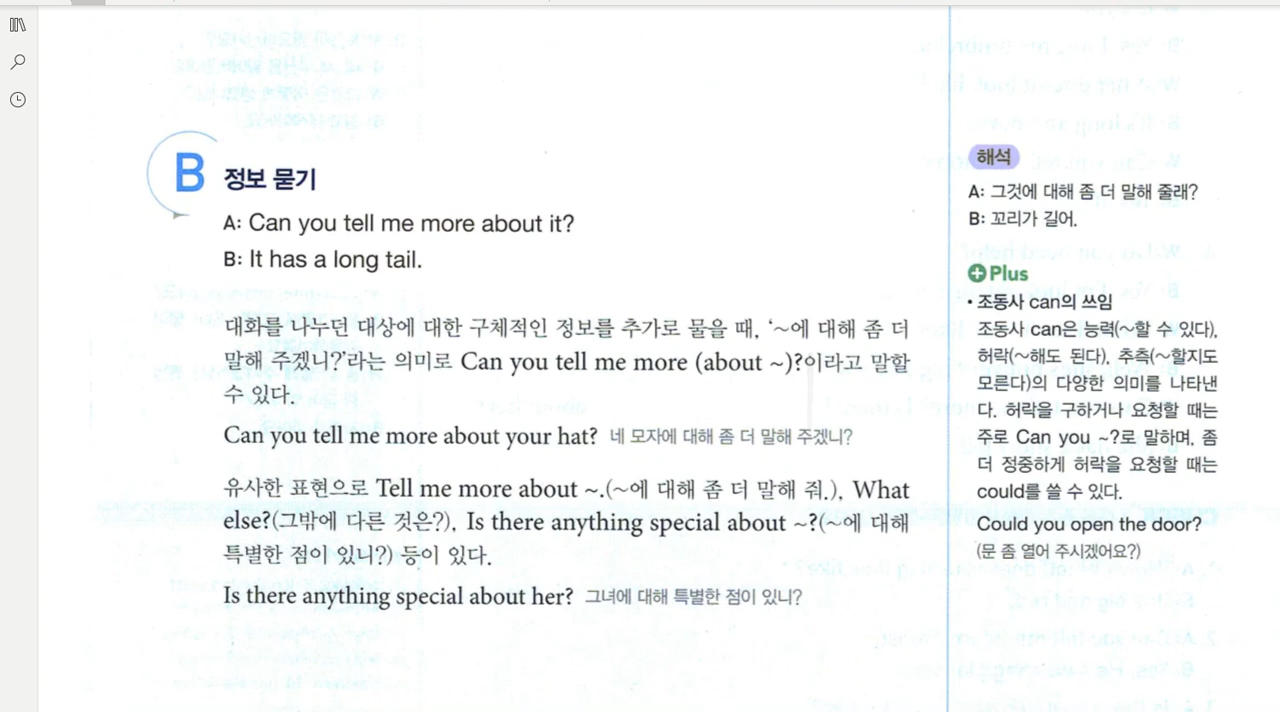 B 정보 묻기
A: Can you tell me more about it?
B: It has a long tail.
대화를 나누던 대상에 대한 구체적인 정보를 추가로 물을 때, ‘~에 대해 좀 더
말해 주겠니?’라는 의미로 Can you tell me more (about ~)?이라고 말할
수 있다.
Can you tell me more about your hat? 네 모자에 대해 좀 더 말해 주겠니?
유사한 표현으로 Tell me more about ~.(~에 대해 좀 더 말해 줘.), What
else?(그밖에 다른 것은?), Is there anything special about ~?(~에 대해
특별한 점이 있니?) 등이 있다.
Is there anything special about her? 그녀에 대해 특별한 점이 있니?
해석
A: 그것에 대해 좀 더 말해 줄래?
B: 꼬리가 길어.
Plus
• 조동사 can의 쓰임
조동사 can은 능력(~할 수 있다),
허락(~해도 된다), 추측(~할지도
모른다)의 다양한 의미를 나타낸
다. 허락을 구하거나 요청할 때는
주로 Can you ~?로 말하며, 좀
더 정중하게 허락을 요청할 때는
could를 쓸 수 있다.
Could you open the door?
(문 좀 열어 주시겠어요?)